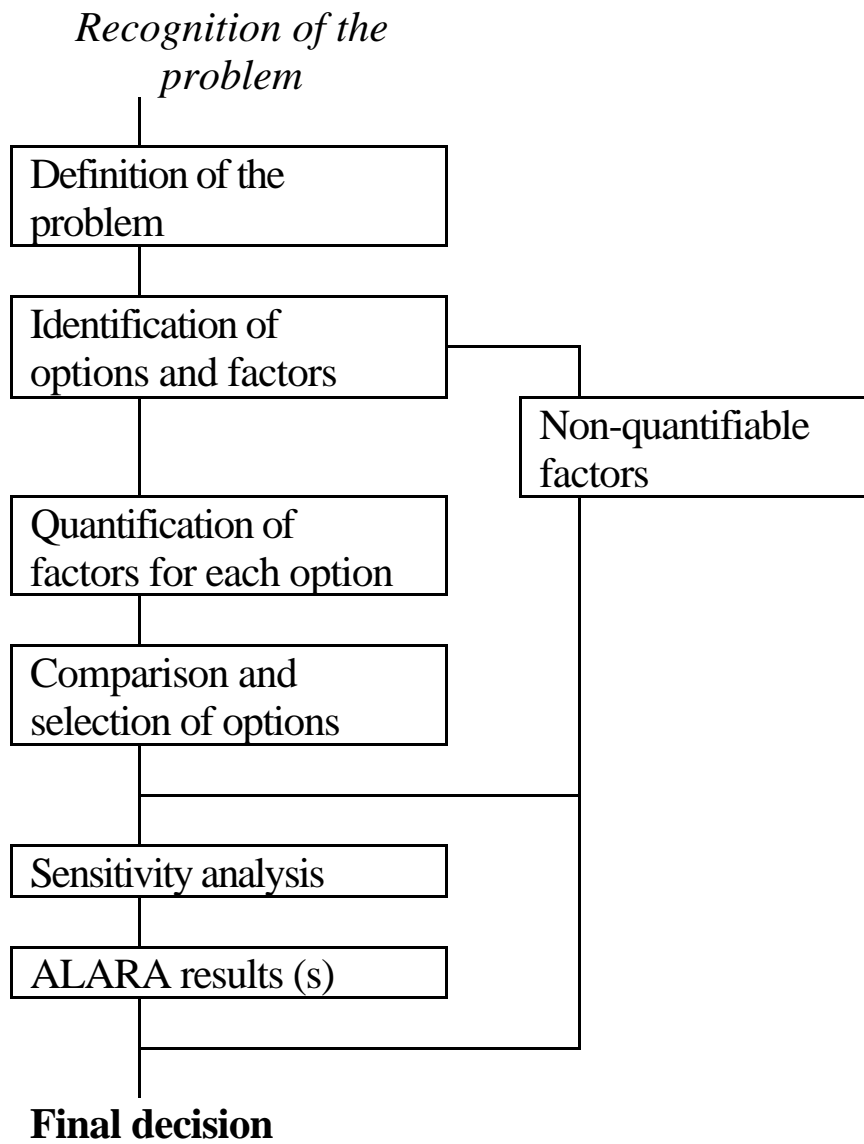 Recognition of the
problem
Definition of the
problem
Identification of
options and factors
Non-quantifiable
factors
Quantification of
factors for each option
Comparison and
selection of options
Sensitivity analysis
ALARA results (s)
Final decision